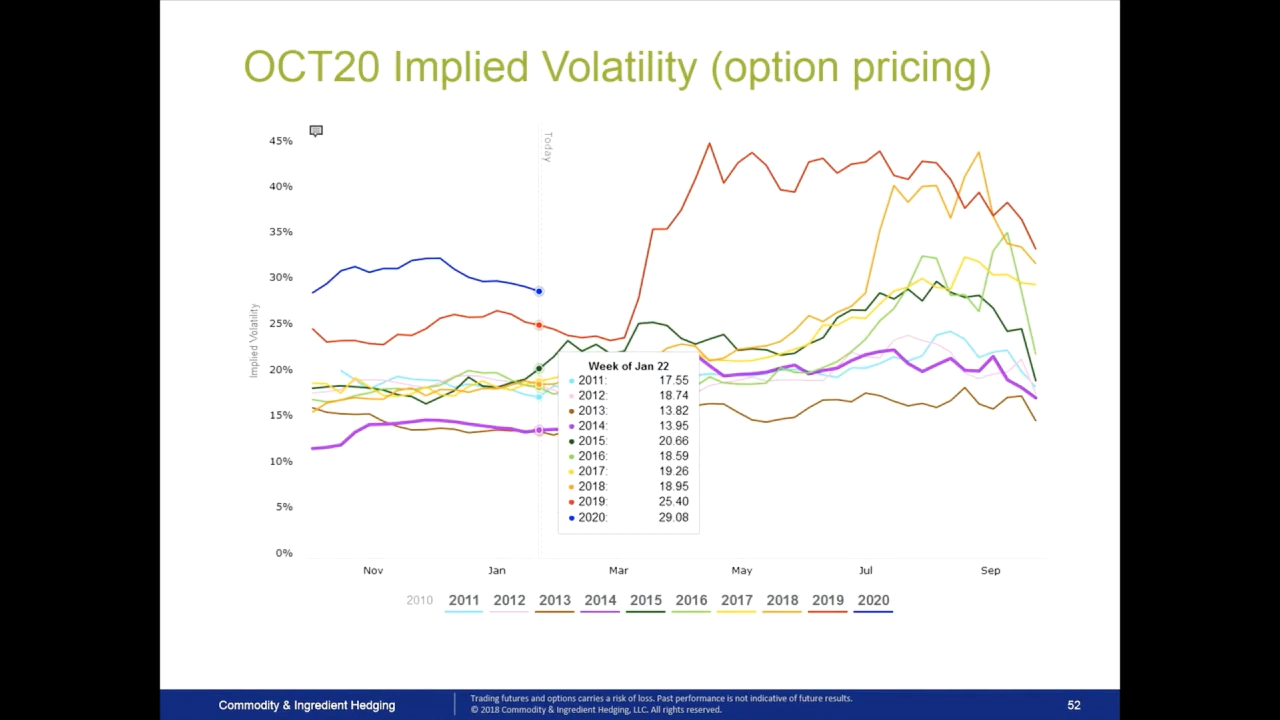 OCT20 Implied Volatility (option pricing)
Today
45%
40%
35%
30%
25%
20%
15%
10%
5%
0%
Implied Volatility
Week of Jan 22
2011: 17.55
2012: 18.74
2013: 13.82
2014: 13.95
2015: 20.66
2016: 18.59
2017: 19.26
2018: 18.95
2019: 25.40
2020: 29.08
Nov Jan Mar May Jul Sep
2010 2011 2012 2013 2014 2015 2016 2017 2018 2019 2020
Commodity & Ingredient Hedging
Trading futures and options carries a risk of loss. Past performance is not indicative of future results.
© 2018 Commodity & Ingredient Hedging, LLC. All rights reserved.
52